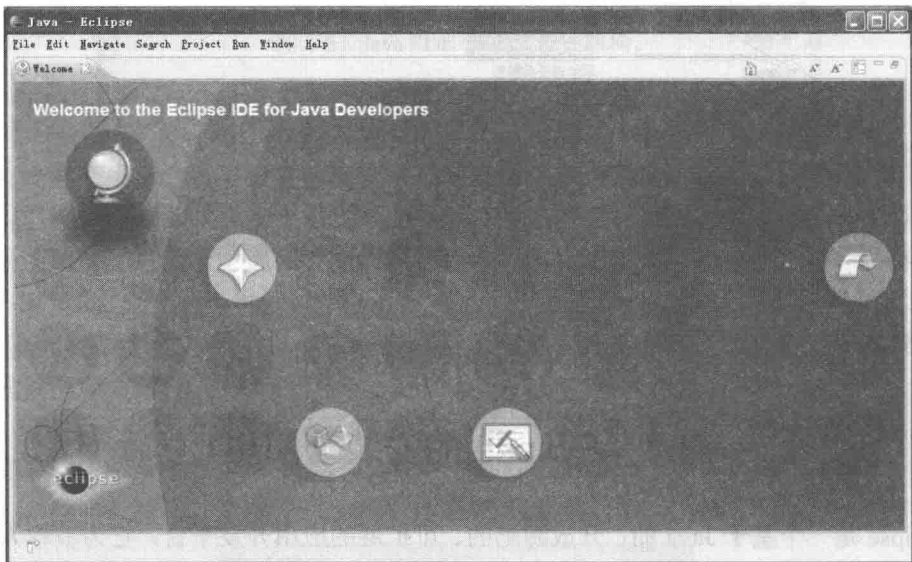 Java - Eclipse
File Edit Navigate Search Project Run Window Help
Welcome
Welcome to the Eclipse IDE for Java Developers
eclipse